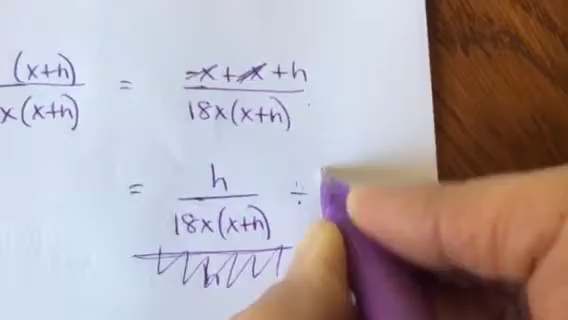 (x+h) / x(x+h) = -x+x+h / 18x(x+h)
= h / 18x(x+h) ÷